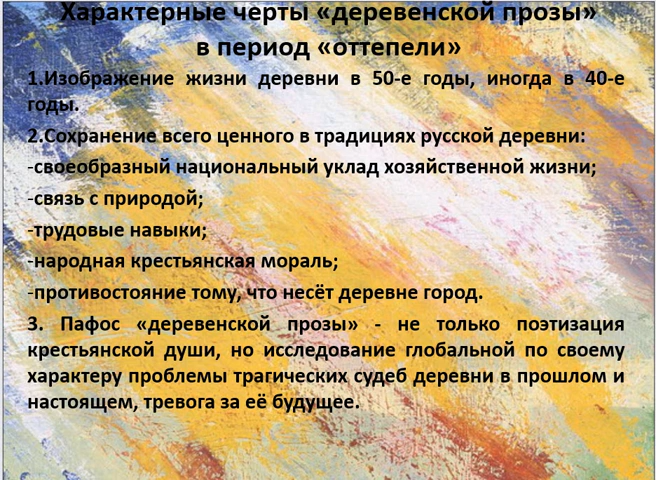 Характерные черты «деревенской прозы»
в период «оттепели»
1.Изображение жизни деревни в 50-е годы, иногда в 40-е
годы.
2.Сохранение всего ценного в традициях русской деревни:
-своеобразный национальный уклад хозяйственной жизни;
-связь с природой;
-трудовые навыки;
-народная крестьянская мораль;
-противостояние тому, что несёт деревне город.
3. Пафос «деревенской прозы» - не только поэтизация
крестьянской души, но исследование глобальной по своему
характеру проблемы трагических судеб деревни в прошлом и
настоящем, тревога за её будущее.